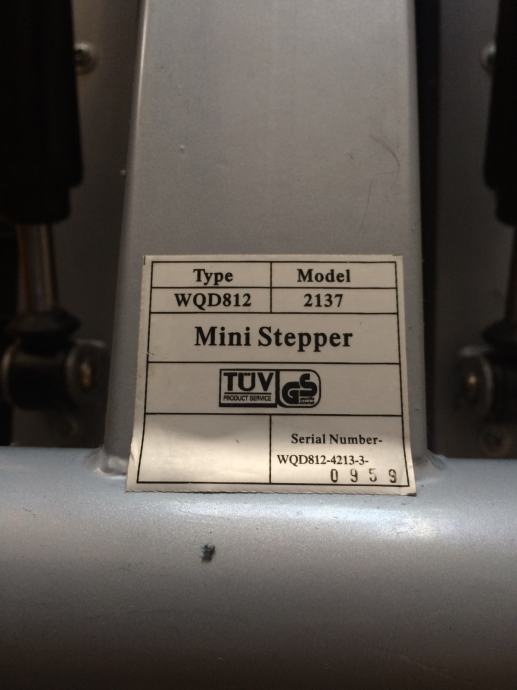 Type Model
WQD812 2137
Mini Stepper
TÜV GS
PRODUCT SERVICE
Serial Number-
WQD812-4213-3-
0959